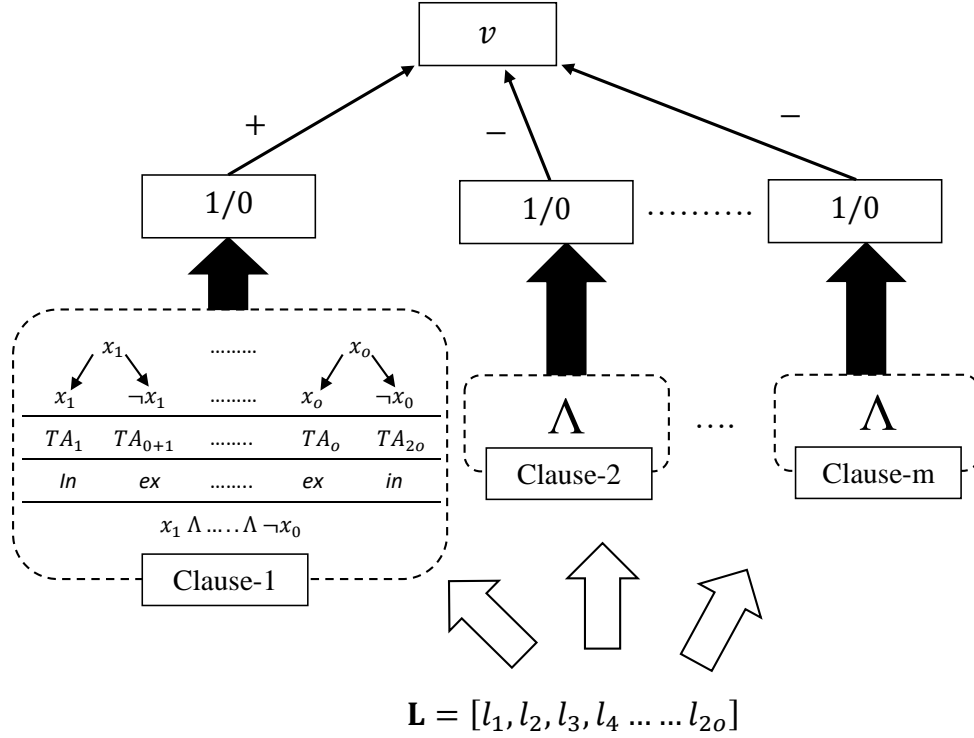 v
+
−
−
1/0
1/0
..........
1/0
x₁ ......... xₒ
x₁ ¬x₁ ......... xₒ ¬x₀
TA₁ TA₀₊₁ ........ TAₒ TA₂ₒ
In ex ........ ex in
x₁ Λ ..... Λ ¬x₀
Clause-1
Λ
Clause-2
....
Λ
Clause-m
L = [l₁, l₂, l₃, l₄ … … l₂ₒ]